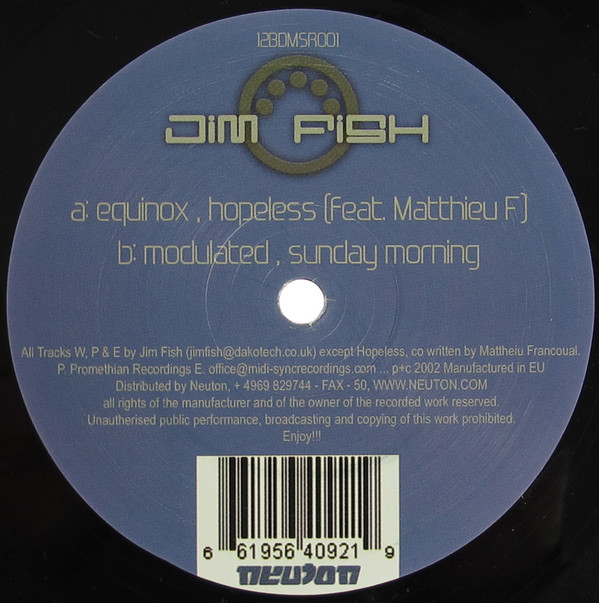 12BDMSR001
JIM FISH
a: equinox , hopeless (feat. Matthieu F)
b: modulated , sunday morning
All Tracks W, P & E by Jim Fish (jimfish@dakotech.co.uk) except Hopeless, co written by Mattheiu Francoual.
P. Promethian Recordings E. office@midi-syncrecordings.com ... p+c 2002 Manufactured in EU
Distributed by Neuton, + 4969 829744 - FAX - 50, WWW.NEUTON.COM
all rights of the manufacturer and of the owner of the recorded work reserved.
Unautherised public performance, broadcasting and copying of this work prohibited.
Enjoy!!!
6 61956 40921 9
neuton